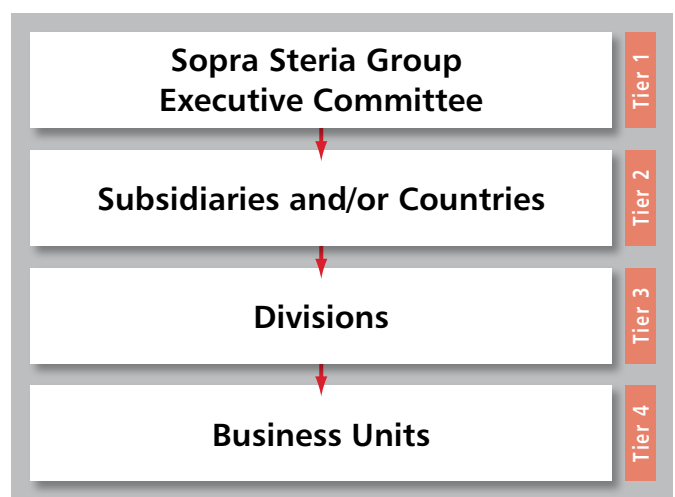 Sopra Steria Group
Executive Committee
Tier 1
Subsidiaries and/or Countries
Tier 2
Divisions
Tier 3
Business Units
Tier 4